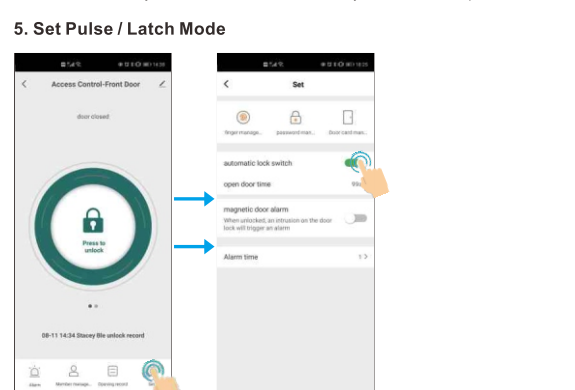 5. Set Pulse / Latch Mode
Access Control-Front Door
door closed
Press to
unlock
08-11 14:34 Stacey Ble unlock record
Alarm
Member manage..
Opening record
Set
finger manage..
password man..
Door card man..
automatic lock switch
open door time
magnetic door alarm
When unlocked, an intrusion on the door
lock will trigger an alarm
Alarm time
1 >